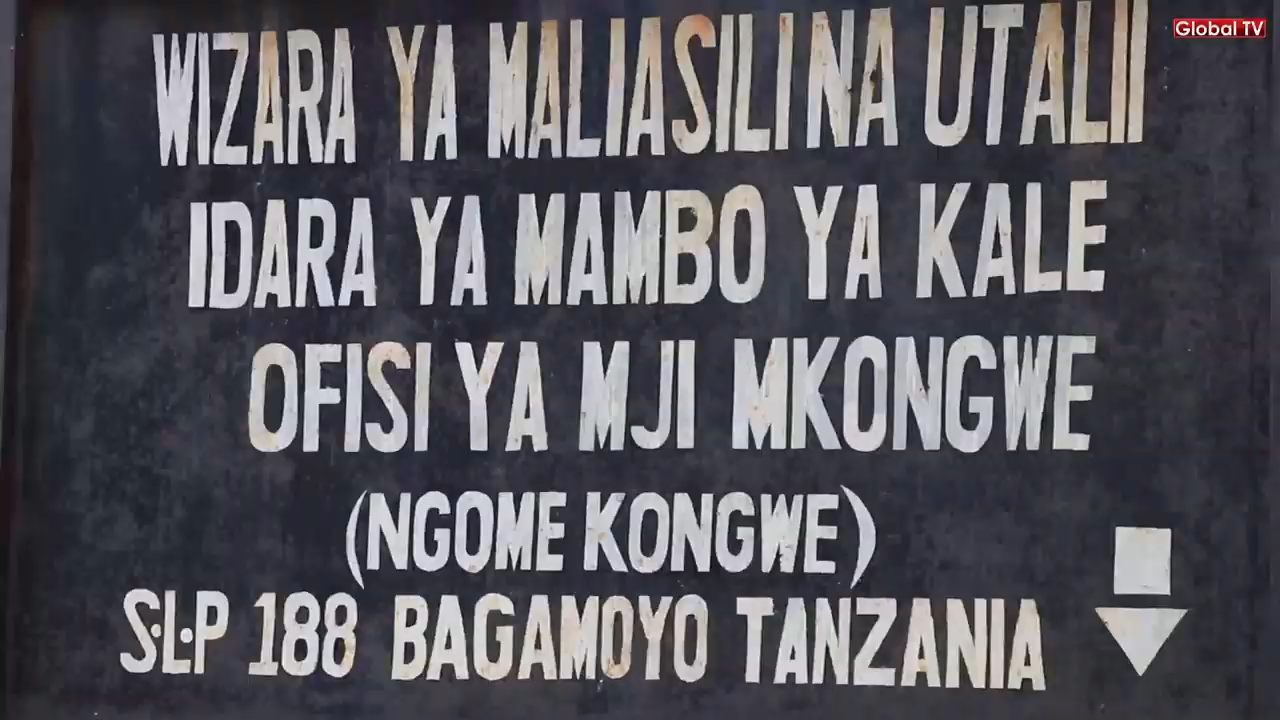 Global TV
WIZARA YA MALIASILI NA UTALII
IDARA YA MAMBO YA KALE
OFISI YA MJI MKONGWE
(NGOME KONGWE)
S.L.P 188 BAGAMOYO TANZANIA